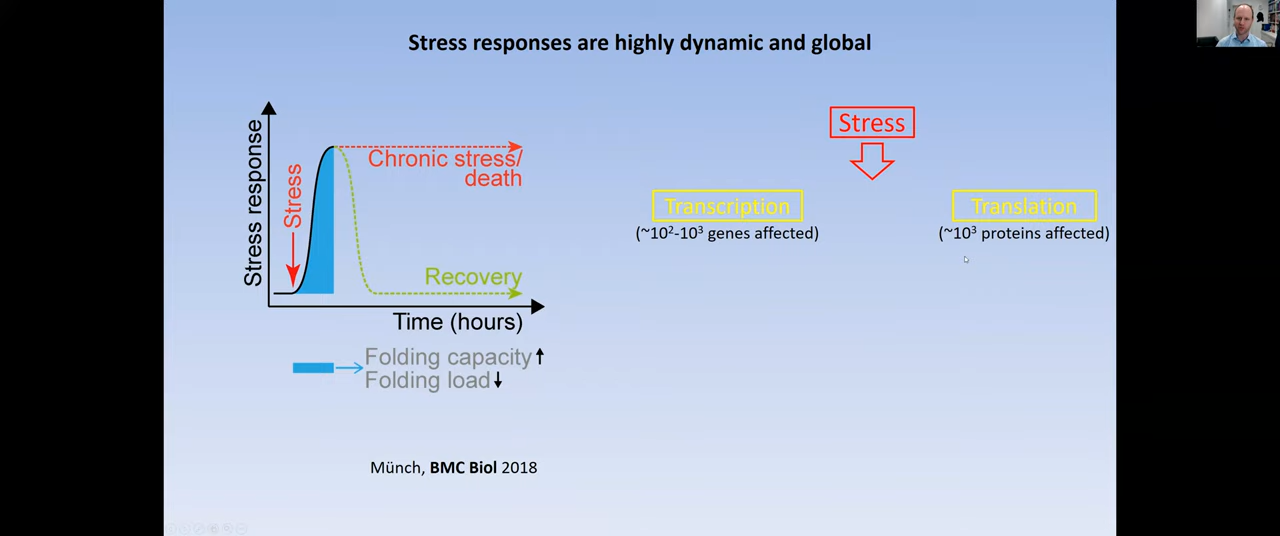 Stress responses are highly dynamic and global
Stress response
Stress
Chronic stress/
death
Recovery
Time (hours)
Folding capacity
Folding load
Münch, BMC Biol 2018
Stress
Transcription
(~10²-10³ genes affected)
Translation
(~10³ proteins affected)